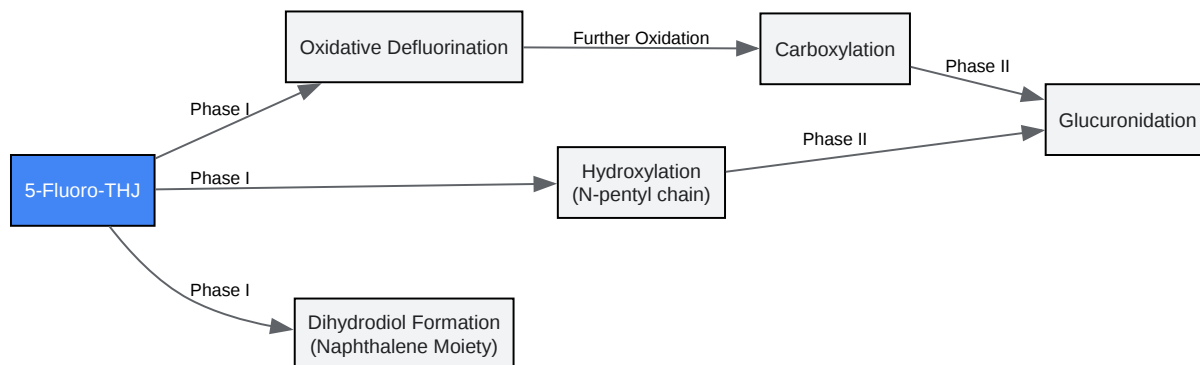 Oxidative Defluorination
Further Oxidation
Carboxylation
Phase II
Glucuronidation
Phase I
5-Fluoro-THJ
Phase I
Hydroxylation
(N-pentyl chain)
Phase II
Phase I
Dihydrodiol Formation
(Naphthalene Moiety)